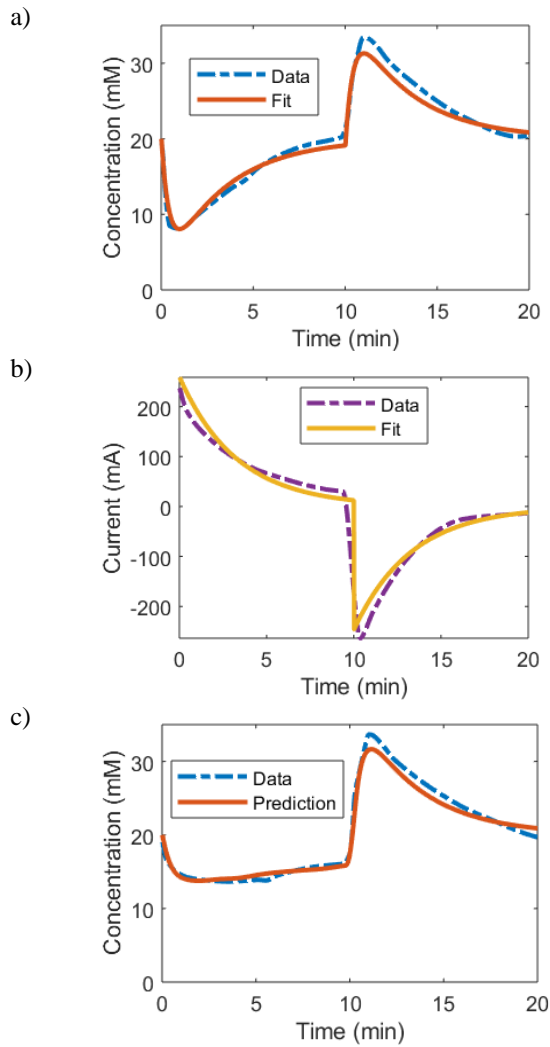 a)
Concentration (mM)
30
20
10
0
Data
Fit
0 5 10 15 20
Time (min)
b)
Current (mA)
200
100
0
-100
-200
Data
Fit
0 5 10 15 20
Time (min)
c)
Concentration (mM)
30
20
10
0
Data
Prediction
0 5 10 15 20
Time (min)